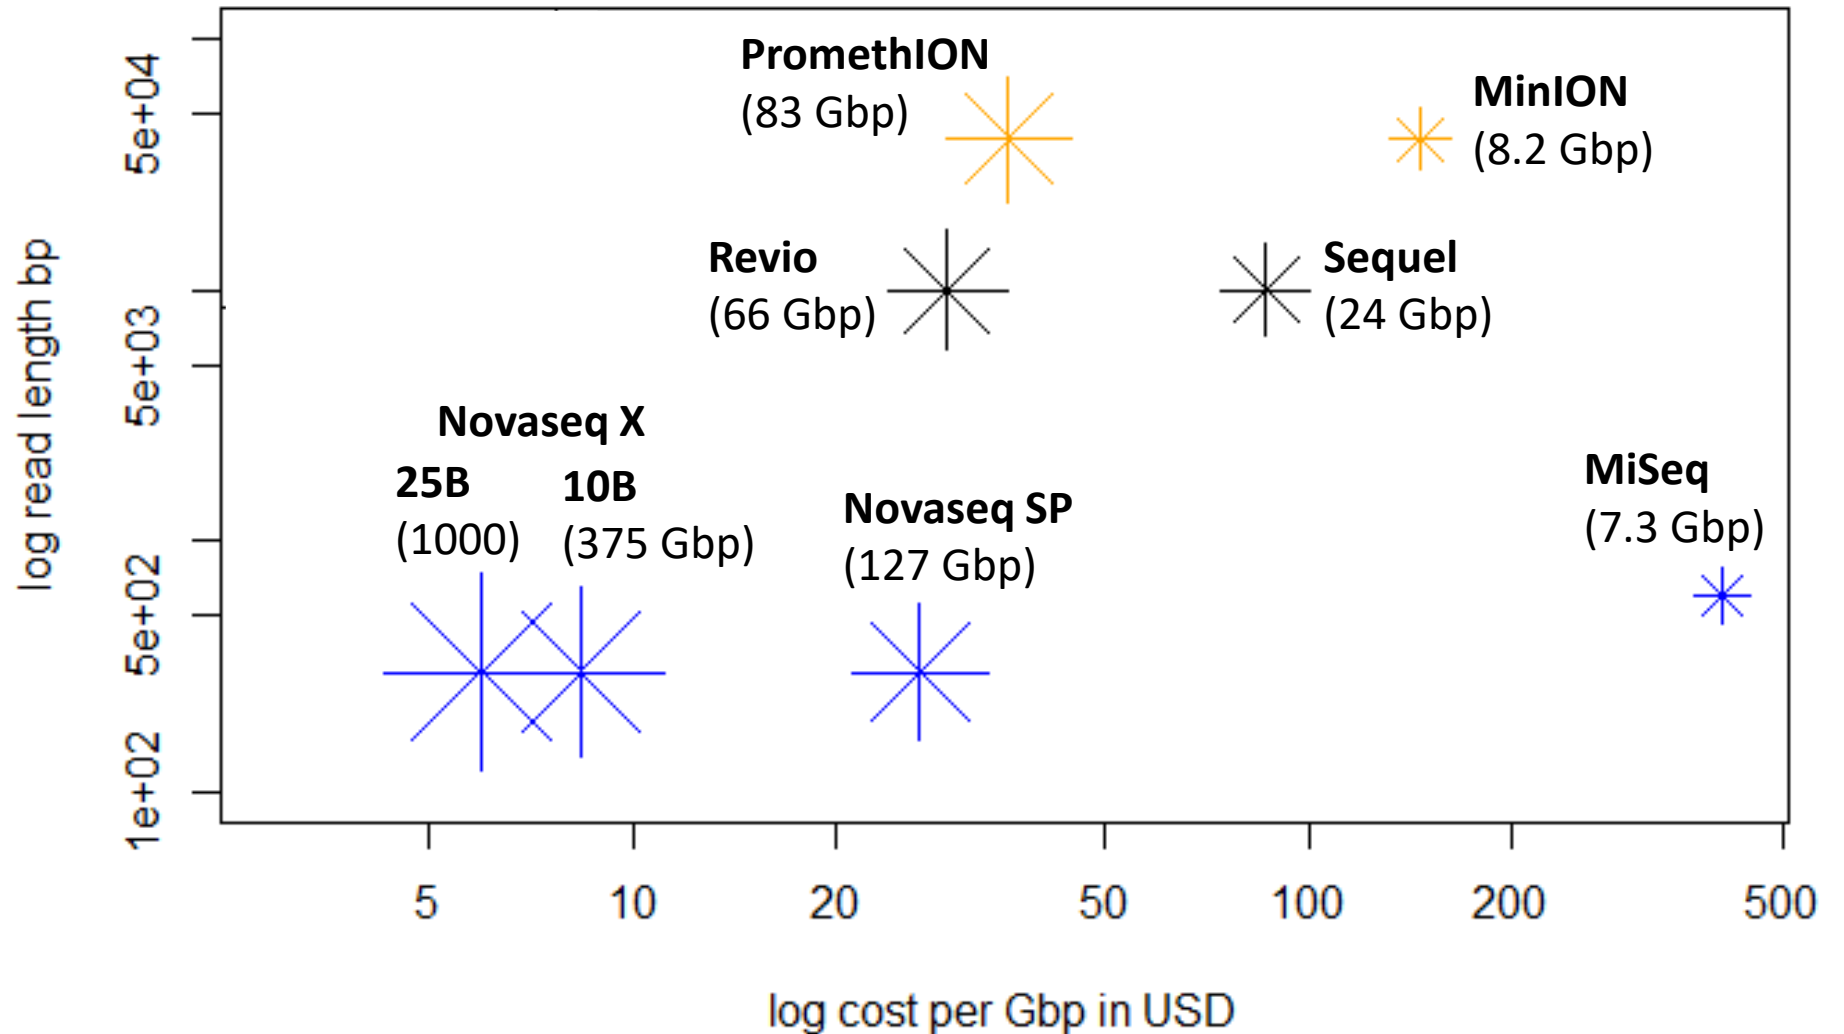 PromethION
(83 Gbp)
MinION
(8.2 Gbp)
Revio
(66 Gbp)
Sequel
(24 Gbp)
Novaseq X
25B
(1000)
10B
(375 Gbp)
Novaseq SP
(127 Gbp)
MiSeq
(7.3 Gbp)
log read length bp
5e+04
5e+03
5e+02
1e+02
5 10 20 50 100 200 500
log cost per Gbp in USD